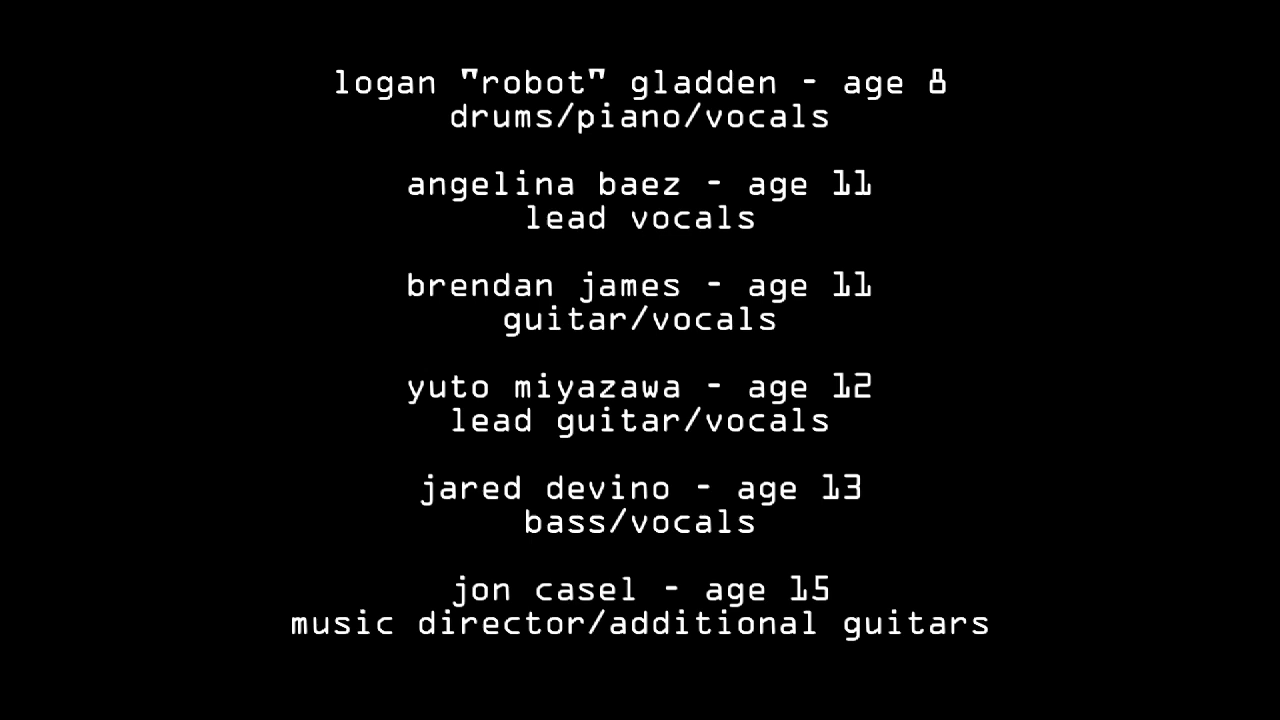 logan "robot" gladden - age 8
drums/piano/vocals
angelina baez - age 11
lead vocals
brendan james - age 11
guitar/vocals
yuto miyazawa - age 12
lead guitar/vocals
jared devino - age 13
bass/vocals
jon casel - age 15
music director/additional guitars